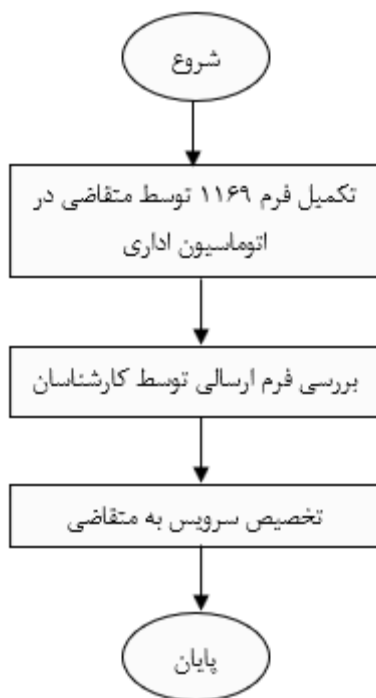 شروع
تکمیل فرم ۱۱۶۹ توسط متقاضی در
اتوماسیون اداری
بررسی فرم ارسالی توسط کارشناسان
تخصیص سرویس به متقاضی
پایان